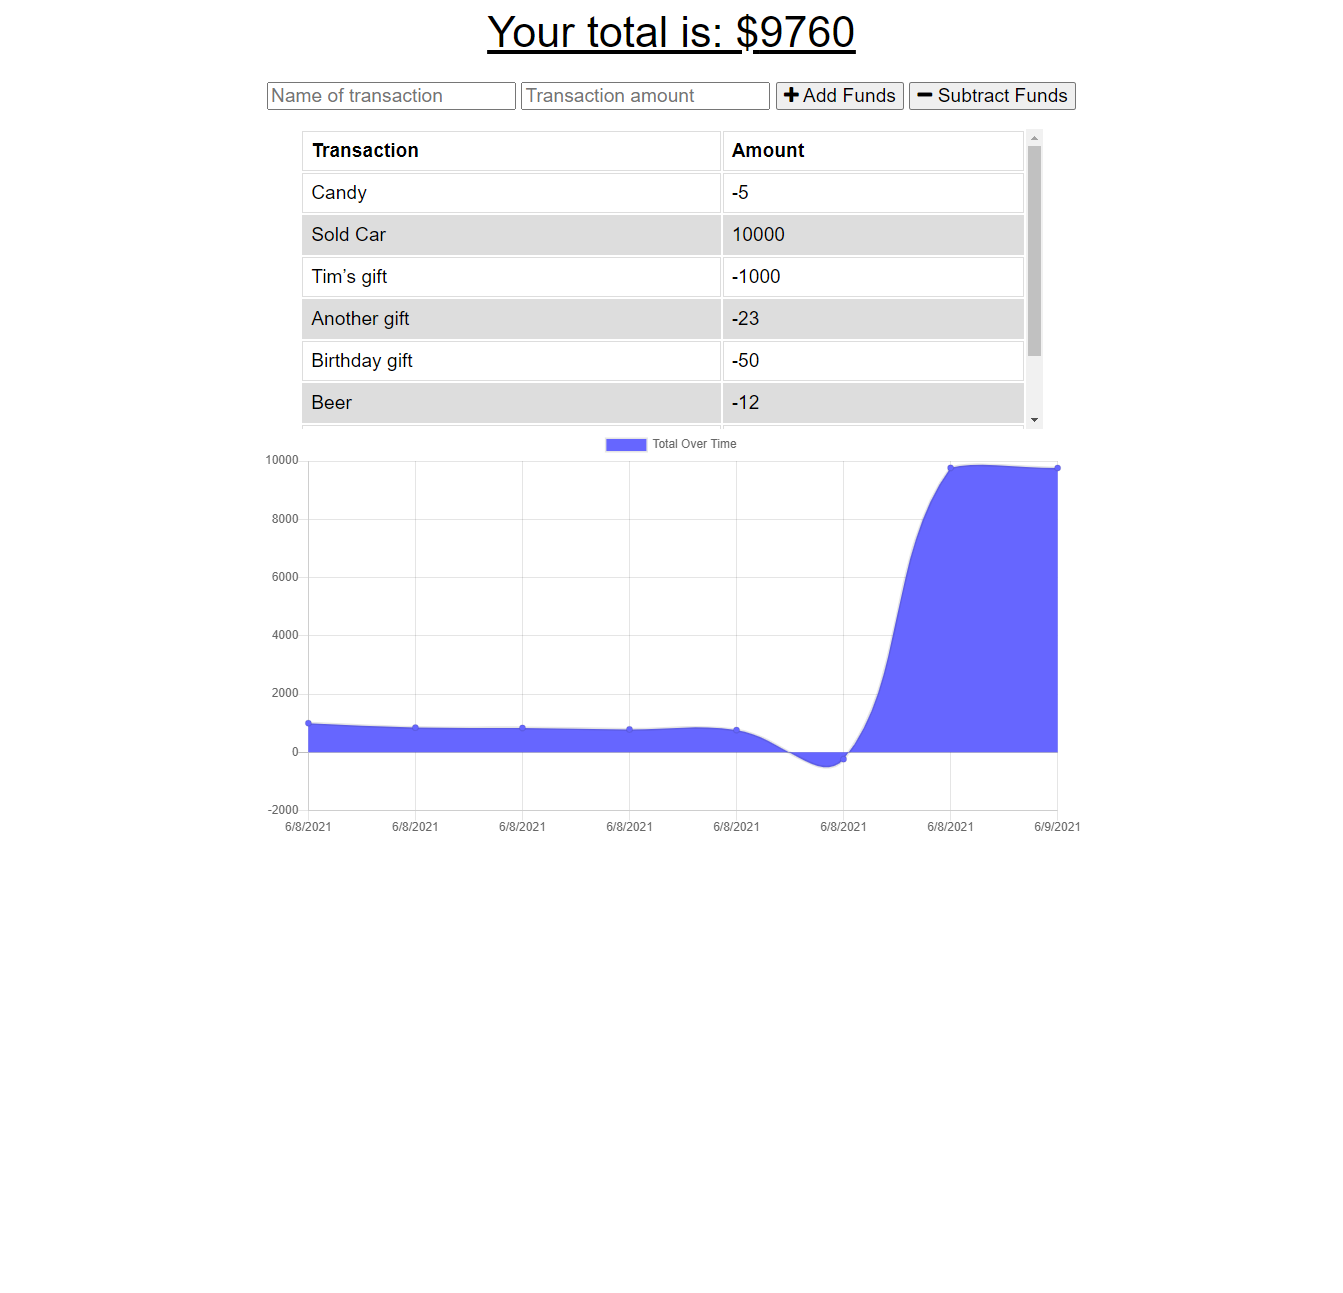 Your total is: $9760
Name of transaction Transaction amount Add Funds Subtract Funds
Transaction Amount
Candy -5
Sold Car 10000
Tim’s gift -1000
Another gift -23
Birthday gift -50
Beer -12
Total Over Time
10000
8000
6000
4000
2000
0
-2000
6/8/2021 6/8/2021 6/8/2021 6/8/2021 6/8/2021 6/8/2021 6/8/2021 6/9/2021